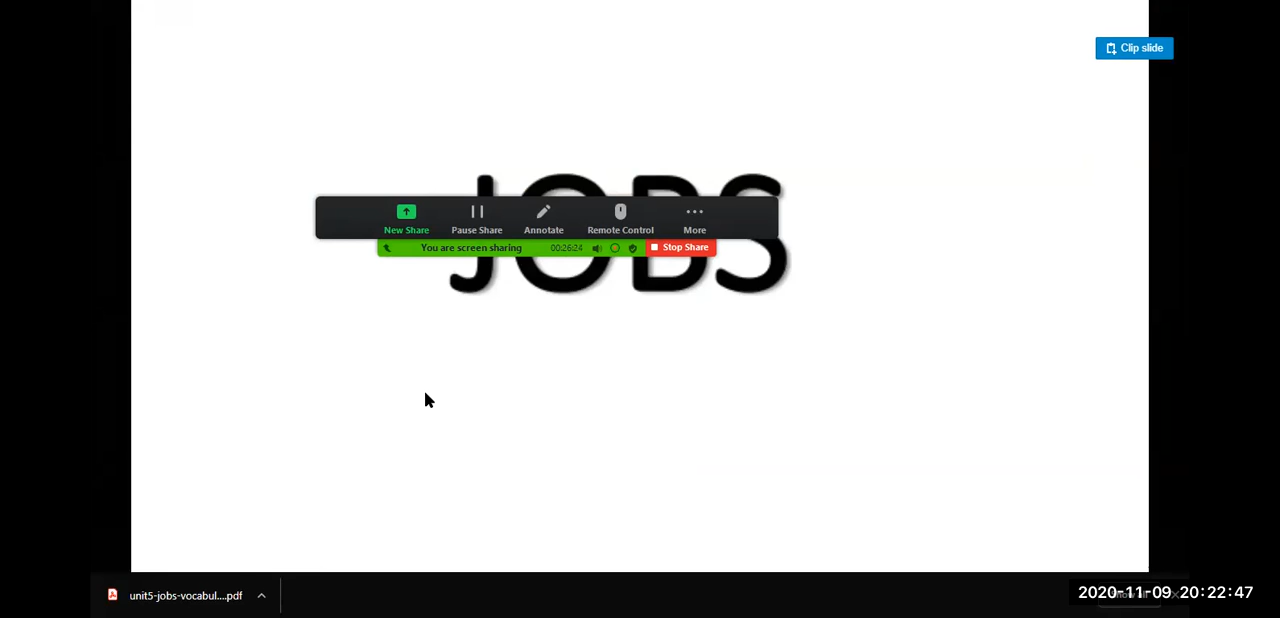 Clip slide
JOBS
New Share Pause Share Annotate Remote Control More
You are screen sharing 00:26:24 Stop Share
unit5-jobs-vocabul....pdf
2020-11-09 20:22:47